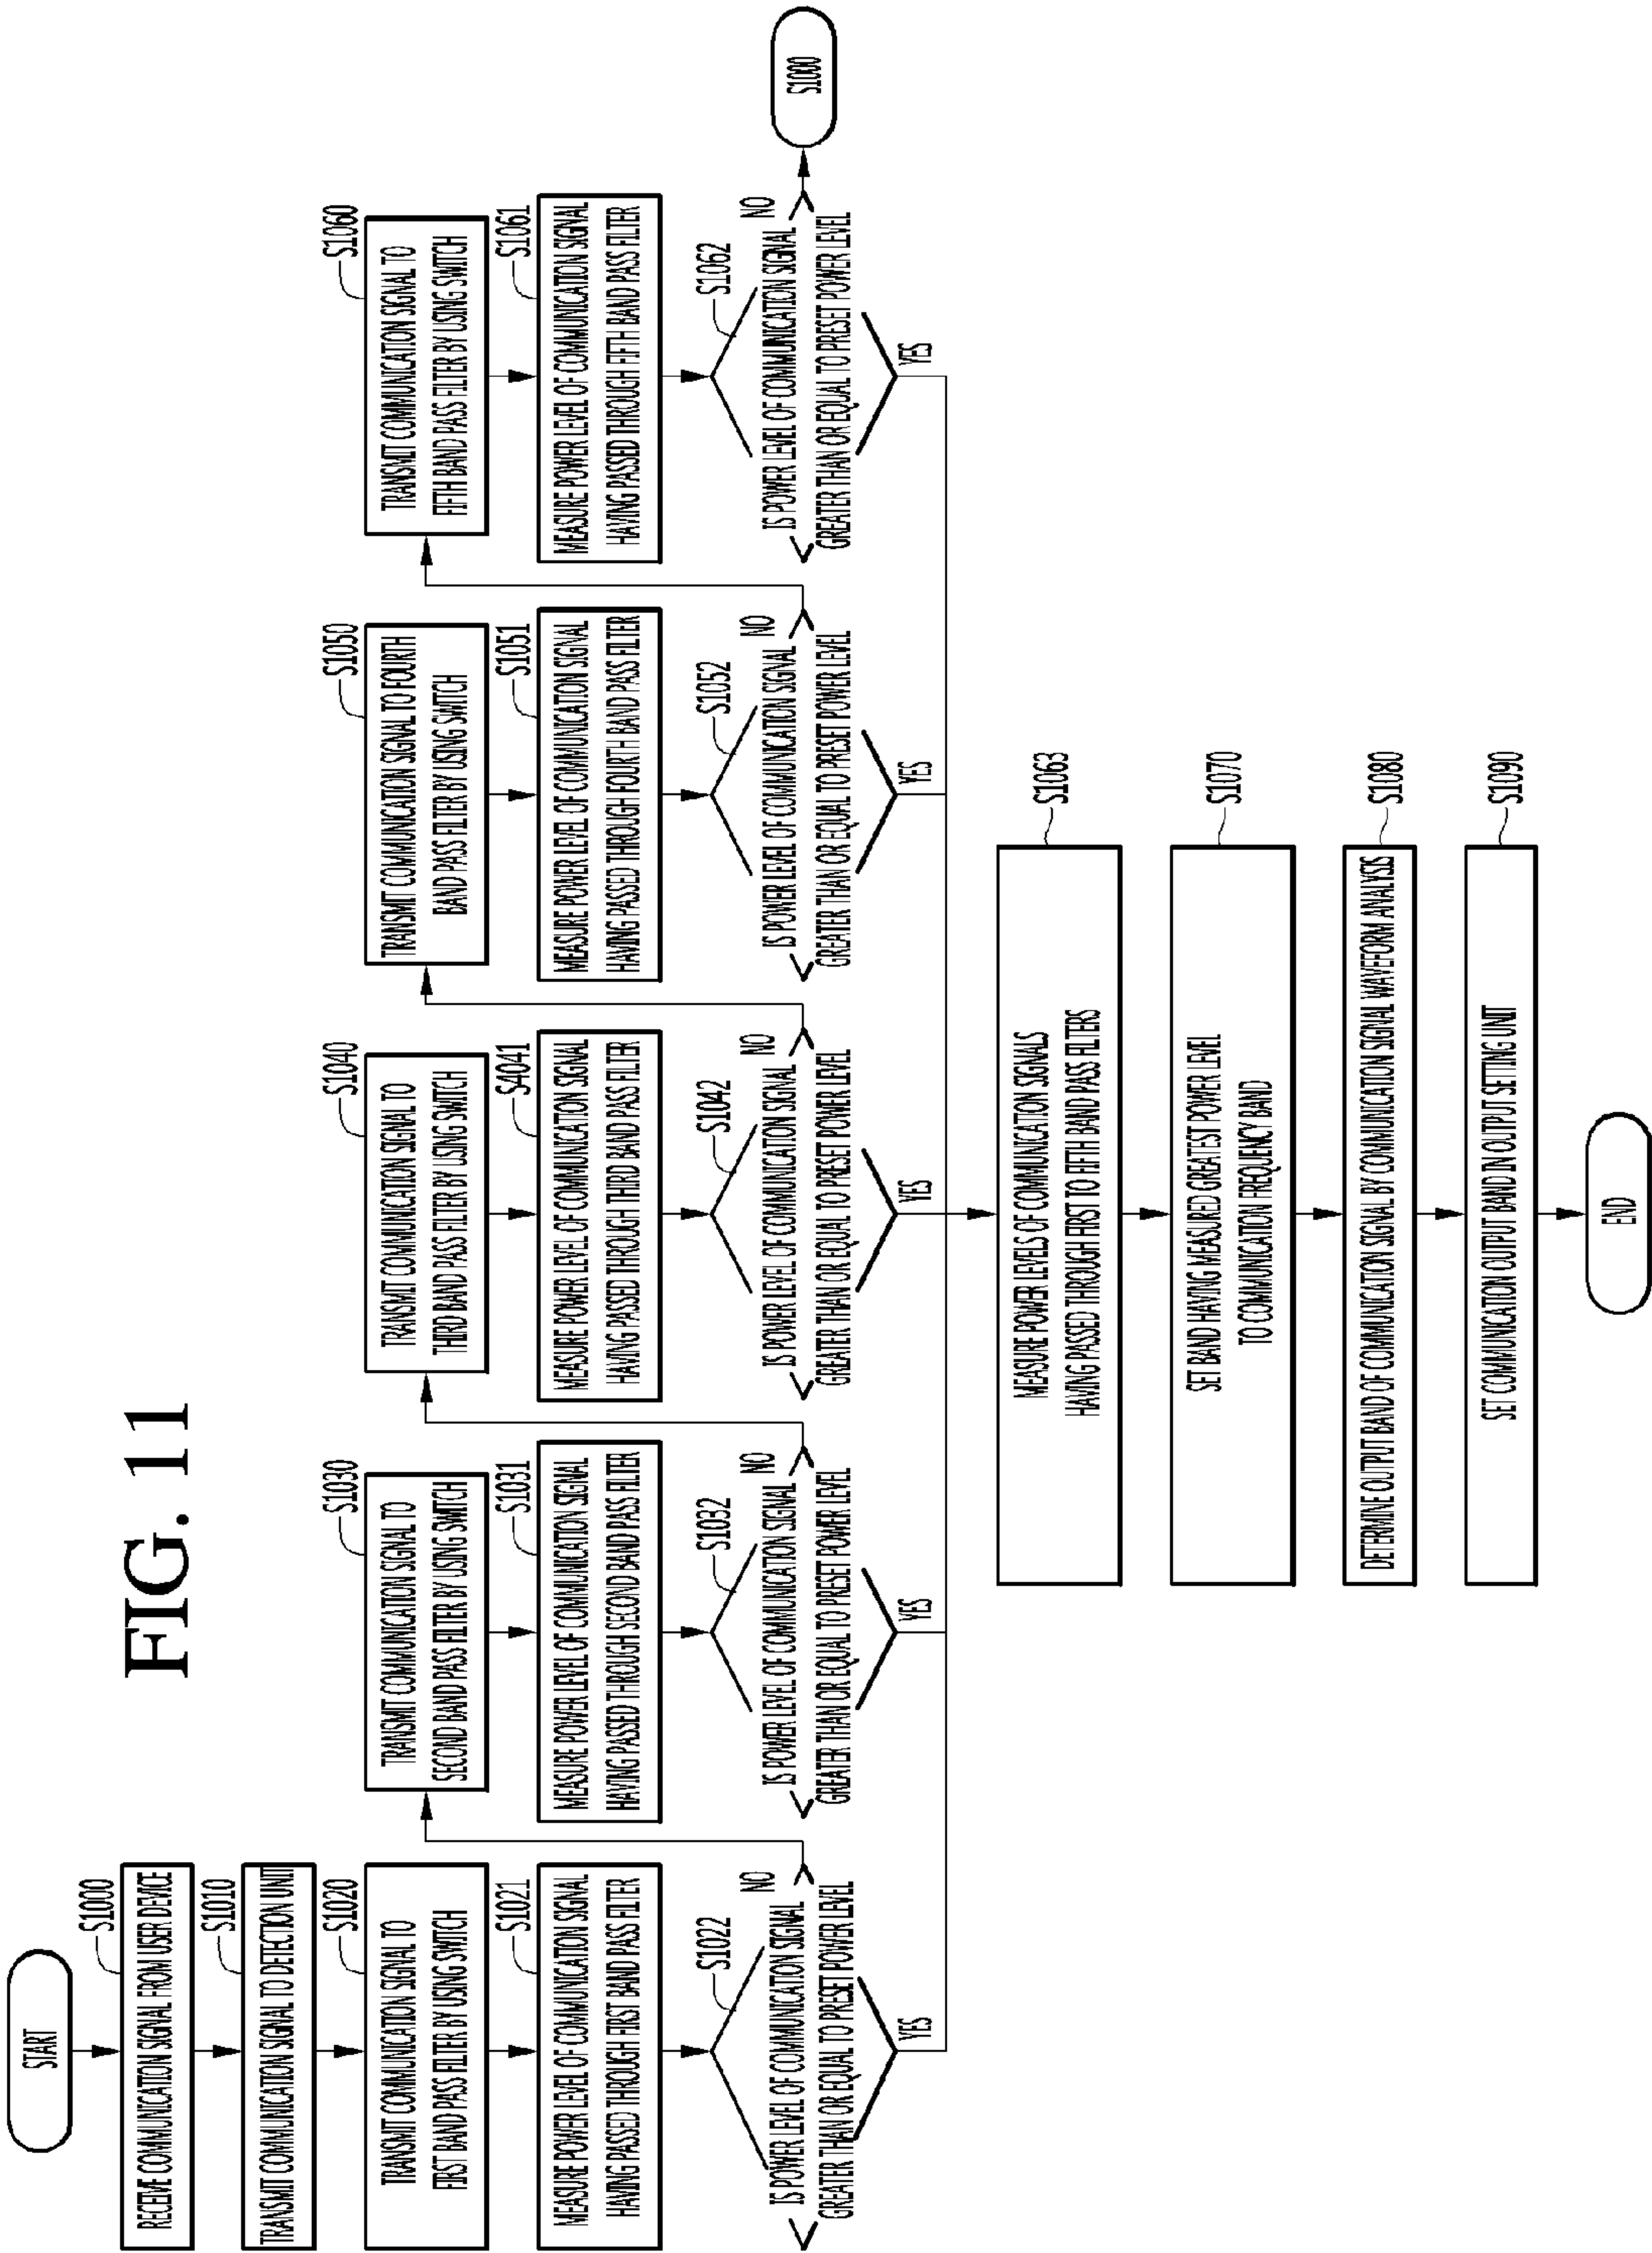 FIG. 11
START
S1000
RECEIVE COMMUNICATION SIGNAL FROM USER DEVICE
S1010
TRANSMIT COMMUNICATION SIGNAL TO DETECTION UNIT
S1020
TRANSMIT COMMUNICATION SIGNAL TO
FIRST BAND PASS FILTER BY USING SWITCH
S1021
MEASURE POWER LEVEL OF COMMUNICATION SIGNAL
HAVING PASSED THROUGH FIRST BAND PASS FILTER
S1022
IS POWER LEVEL OF COMMUNICATION SIGNAL
GREATER THAN OR EQUAL TO PRESET POWER LEVEL
NO
YES
S1030
TRANSMIT COMMUNICATION SIGNAL TO
SECOND BAND PASS FILTER BY USING SWITCH
S1031
MEASURE POWER LEVEL OF COMMUNICATION SIGNAL
HAVING PASSED THROUGH SECOND BAND PASS FILTER
S1032
IS POWER LEVEL OF COMMUNICATION SIGNAL
GREATER THAN OR EQUAL TO PRESET POWER LEVEL
NO
YES
S1040
TRANSMIT COMMUNICATION SIGNAL TO
THIRD BAND PASS FILTER BY USING SWITCH
S4041
MEASURE POWER LEVEL OF COMMUNICATION SIGNAL
HAVING PASSED THROUGH THIRD BAND PASS FILTER
S1042
IS POWER LEVEL OF COMMUNICATION SIGNAL
GREATER THAN OR EQUAL TO PRESET POWER LEVEL
NO
YES
S1050
TRANSMIT COMMUNICATION SIGNAL TO FOURTH
BAND PASS FILTER BY USING SWITCH
S1051
MEASURE POWER LEVEL OF COMMUNICATION SIGNAL
HAVING PASSED THROUGH FOURTH BAND PASS FILTER
S1052
IS POWER LEVEL OF COMMUNICATION SIGNAL
GREATER THAN OR EQUAL TO PRESET POWER LEVEL
NO
YES
S1060
TRANSMIT COMMUNICATION SIGNAL TO
FIFTH BAND PASS FILTER BY USING SWITCH
S1061
MEASURE POWER LEVEL OF COMMUNICATION SIGNAL
HAVING PASSED THROUGH FIFTH BAND PASS FILTER
S1062
IS POWER LEVEL OF COMMUNICATION SIGNAL
GREATER THAN OR EQUAL TO PRESET POWER LEVEL
NO
YES
S1000
S1063
MEASURE POWER LEVELS OF COMMUNICATION SIGNALS
HAVING PASSED THROUGH FIRST TO FIFTH BAND PASS FILTERS
S1070
SET BAND HAVING MEASURED GREATEST POWER LEVEL
TO COMMUNICATION FREQUENCY BAND
S1080
DETERMINE OUTPUT BAND OF COMMUNICATION SIGNAL BY COMMUNICATION SIGNAL WAVEFORM ANALYSIS
S1090
SET COMMUNICATION OUTPUT BAND IN OUTPUT SETTING UNIT
END